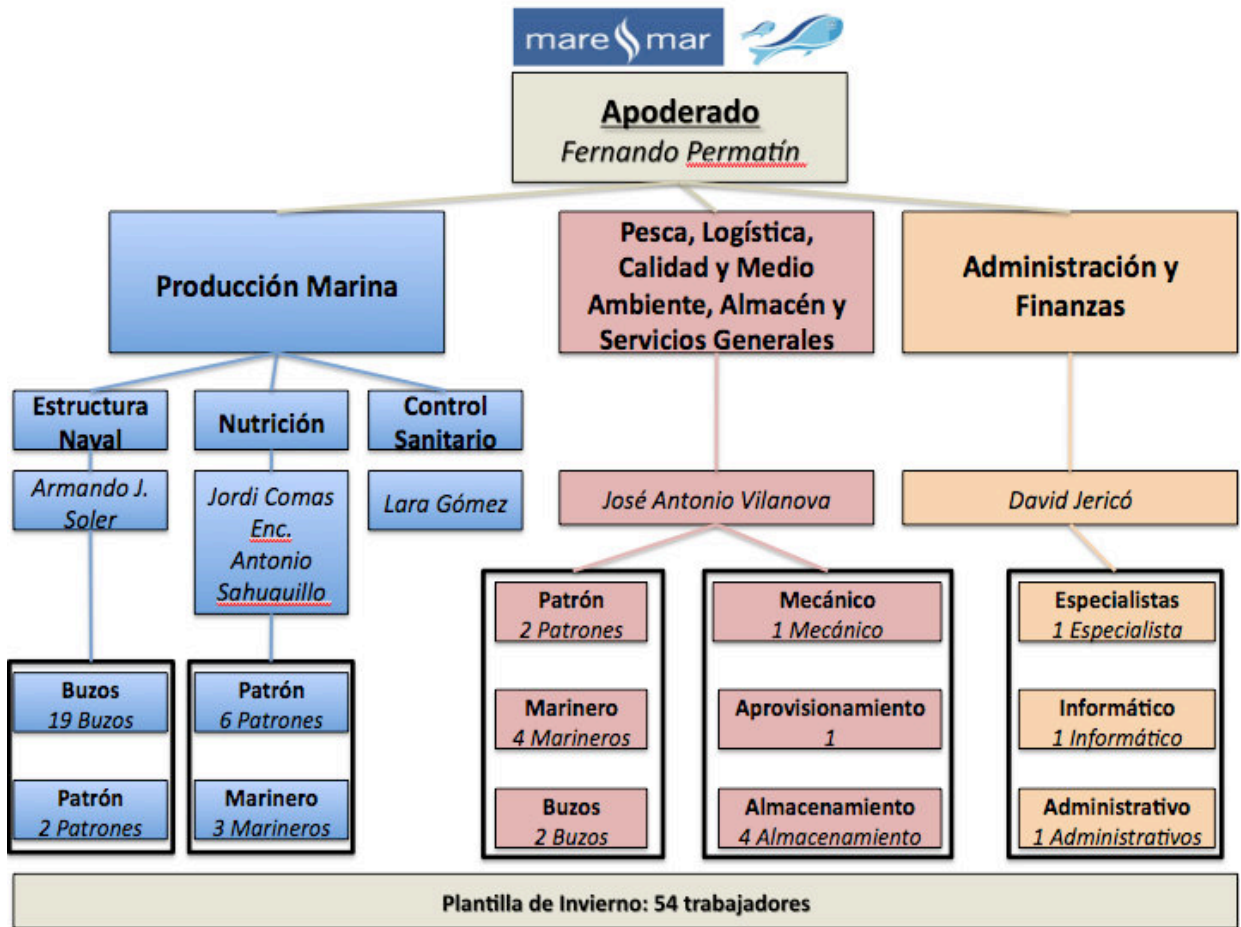 mare mar
Apoderado
Fernando Permatín
Producción Marina
Pesca, Logística,
Calidad y Medio
Ambiente, Almacén y
Servicios Generales
Administración y
Finanzas
Estructura
Naval
Nutrición
Control
Sanitario
Armando J.
Soler
Jordi Comas
Enc.
Antonio
Sahuquillo
Lara Gómez
José Antonio Vilanova
David Jericó
Buzos
19 Buzos
Patrón
2 Patrones
Patrón
6 Patrones
Marinero
3 Marineros
Patrón
2 Patrones
Marinero
4 Marineros
Buzos
2 Buzos
Mecánico
1 Mecánico
Aprovisionamiento
1
Almacenamiento
4 Almacenamiento
Especialistas
1 Especialista
Informático
1 Informático
Administrativo
1 Administrativos
Plantilla de Invierno: 54 trabajadores